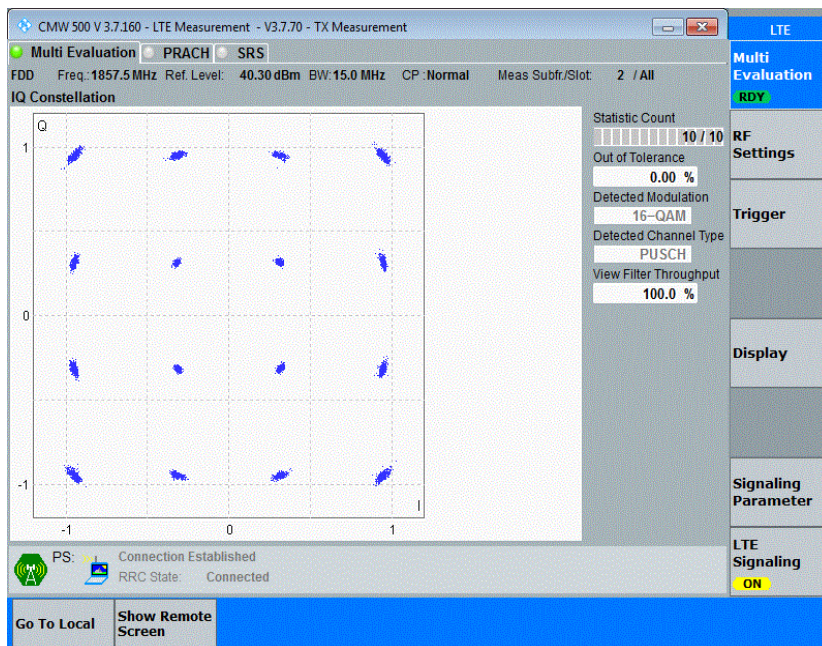 CMW 500 V 3.7.160 - LTE Measurement - V3.7.70 - TX Measurement
LTE
Multi Evaluation PRACH SRS
FDD Freq.: 1857.5 MHz Ref. Level: 40.30 dBm BW: 15.0 MHz CP : Normal Meas Subfr./Slot: 2 / All
IQ Constellation
Q
1
0
-1
I
-1 0 1
Statistic Count
10 / 10
Out of Tolerance
0.00 %
Detected Modulation
16-QAM
Detected Channel Type
PUSCH
View Filter Throughput
100.0 %
Multi
Evaluation
RDY
RF
Settings
Trigger
Display
Signaling
Parameter
LTE
Signaling
ON
PS: Connection Established
RRC State: Connected
Go To Local
Show Remote
Screen